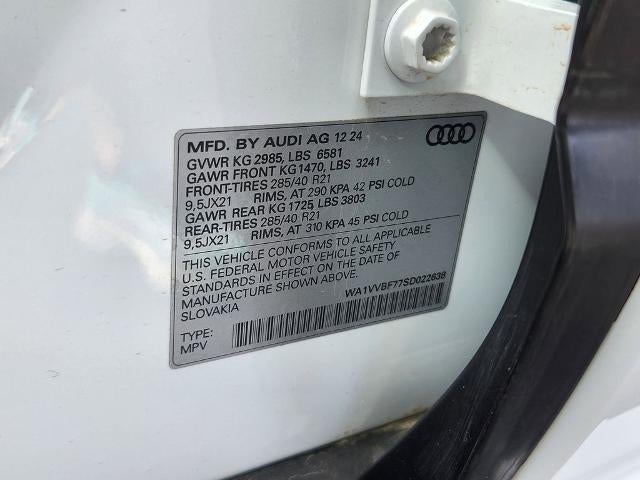 MFD. BY AUDI AG 12 24
GVWR KG 2985, LBS 6581
GAWR FRONT KG1470, LBS 3241
FRONT-TIRES 285/40 R21
9,5JX21 RIMS, AT 290 KPA 42 PSI COLD
GAWR REAR KG 1725 LBS 3803
REAR-TIRES 285/40 R21
9,5JX21 RIMS, AT 310 KPA 45 PSI COLD
THIS VEHICLE CONFORMS TO ALL APPLICABLE
U.S. FEDERAL MOTOR VEHICLE SAFETY
STANDARDS IN EFFECT ON THE DATE OF
MANUFACTURE SHOWN ABOVE.
SLOVAKIA
WA1VVBF77SD022638
TYPE:
MPV